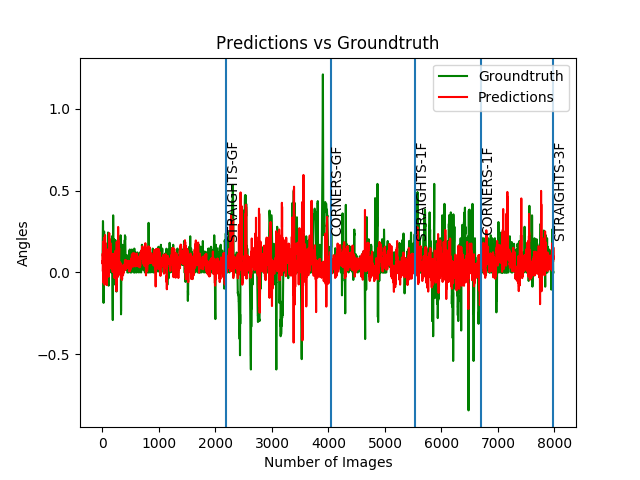 Predictions vs Groundtruth
Groundtruth
Predictions
1.0
0.5
0.0
−0.5
Angles
STRAIGHTS-GF
CORNERS-GF
STRAIGHTS-1F
CORNERS-1F
STRAIGHTS-3F
0 1000 2000 3000 4000 5000 6000 7000 8000
Number of Images